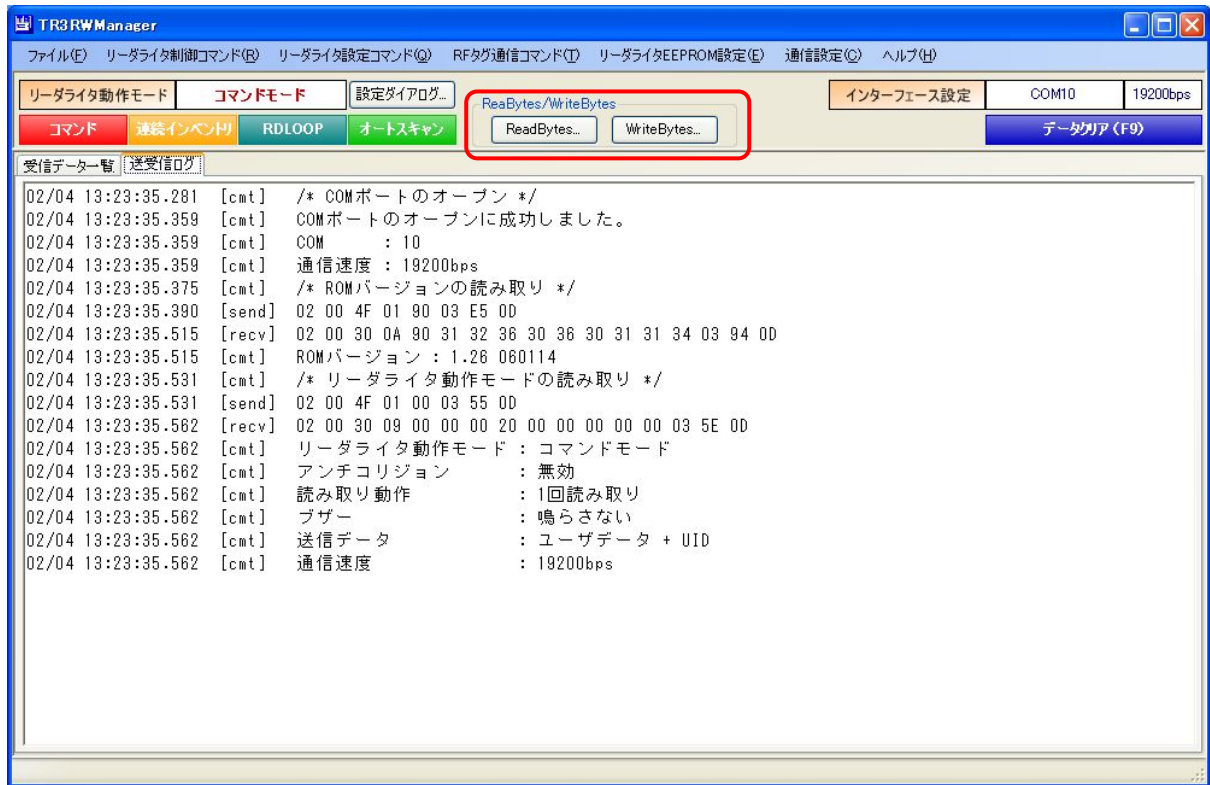 TR3RWManager
ファイル(F) リーダライタ制御コマンド(R) リーダライタ設定コマンド(Q) RFタグ通信コマンド(T) リーダライタEEPROM設定(E) 通信設定(C) ヘルプ(H)
リーダライタ動作モード コマンドモード 設定ダイアログ... ReaBytes/WriteBytes インターフェース設定 COM10 19200bps
コマンド 連続インベントリ RDLOOP オートスキャン ReadBytes... WriteBytes... データクリア(F9)
受信データ一覧 送受信ログ
02/04 13:23:35.281 [cmt] /* COMポートのオープン */
02/04 13:23:35.359 [cmt] COMポートのオープンに成功しました。
02/04 13:23:35.359 [cmt] COM : 10
02/04 13:23:35.359 [cmt] 通信速度 : 19200bps
02/04 13:23:35.375 [cmt] /* ROMバージョンの読み取り */
02/04 13:23:35.390 [send] 02 00 4F 01 90 03 E5 0D
02/04 13:23:35.515 [recv] 02 00 30 0A 90 31 32 36 30 36 30 31 31 34 03 94 0D
02/04 13:23:35.515 [cmt] ROMバージョン : 1.26 060114
02/04 13:23:35.531 [cmt] /* リーダライタ動作モードの読み取り */
02/04 13:23:35.531 [send] 02 00 4F 01 00 03 55 0D
02/04 13:23:35.562 [recv] 02 00 30 09 00 00 00 20 00 00 00 00 00 03 5E 0D
02/04 13:23:35.562 [cmt] リーダライタ動作モード : コマンドモード
02/04 13:23:35.562 [cmt] アンチコリジョン : 無効
02/04 13:23:35.562 [cmt] 読み取り動作 : 1回読み取り
02/04 13:23:35.562 [cmt] ブザー : 鳴らさない
02/04 13:23:35.562 [cmt] 送信データ : ユーザデータ + UID
02/04 13:23:35.562 [cmt] 通信速度 : 19200bps